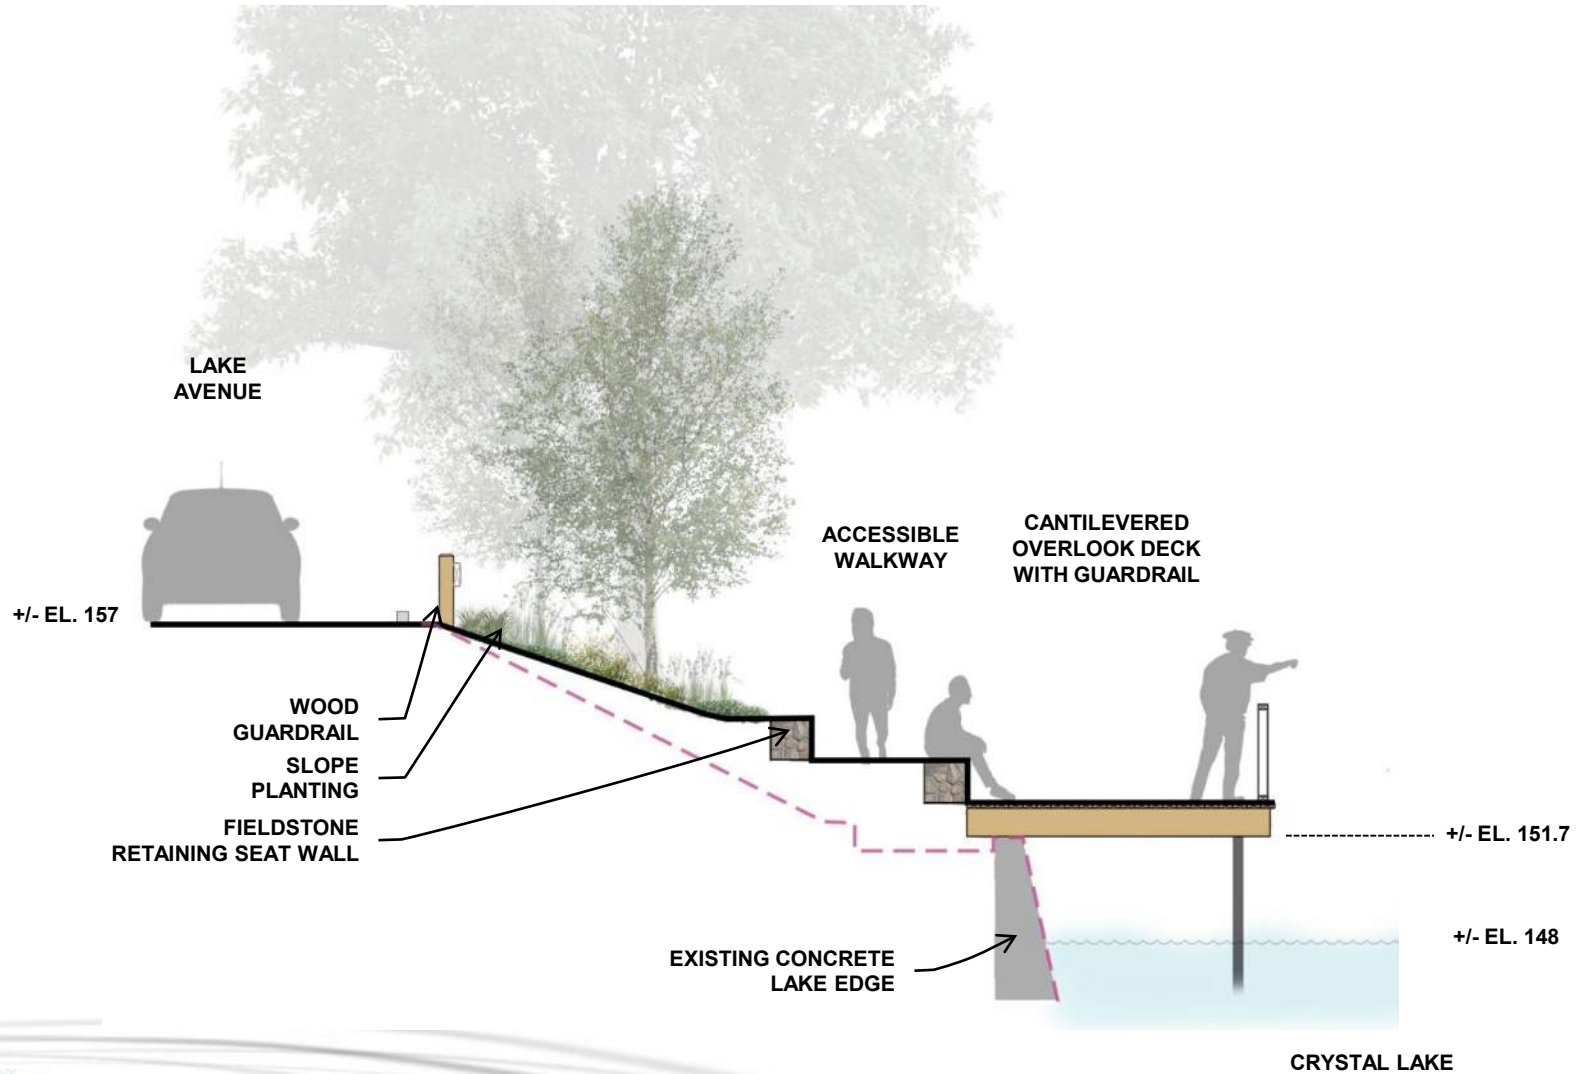 LAKE
AVENUE
ACCESSIBLE
WALKWAY
CANTILEVERED
OVERLOOK DECK
WITH GUARDRAIL
+/- EL. 157
WOOD
GUARDRAIL
SLOPE
PLANTING
FIELDSTONE
RETAINING SEAT WALL
+/- EL. 151.7
EXISTING CONCRETE
LAKE EDGE
+/- EL. 148
CRYSTAL LAKE